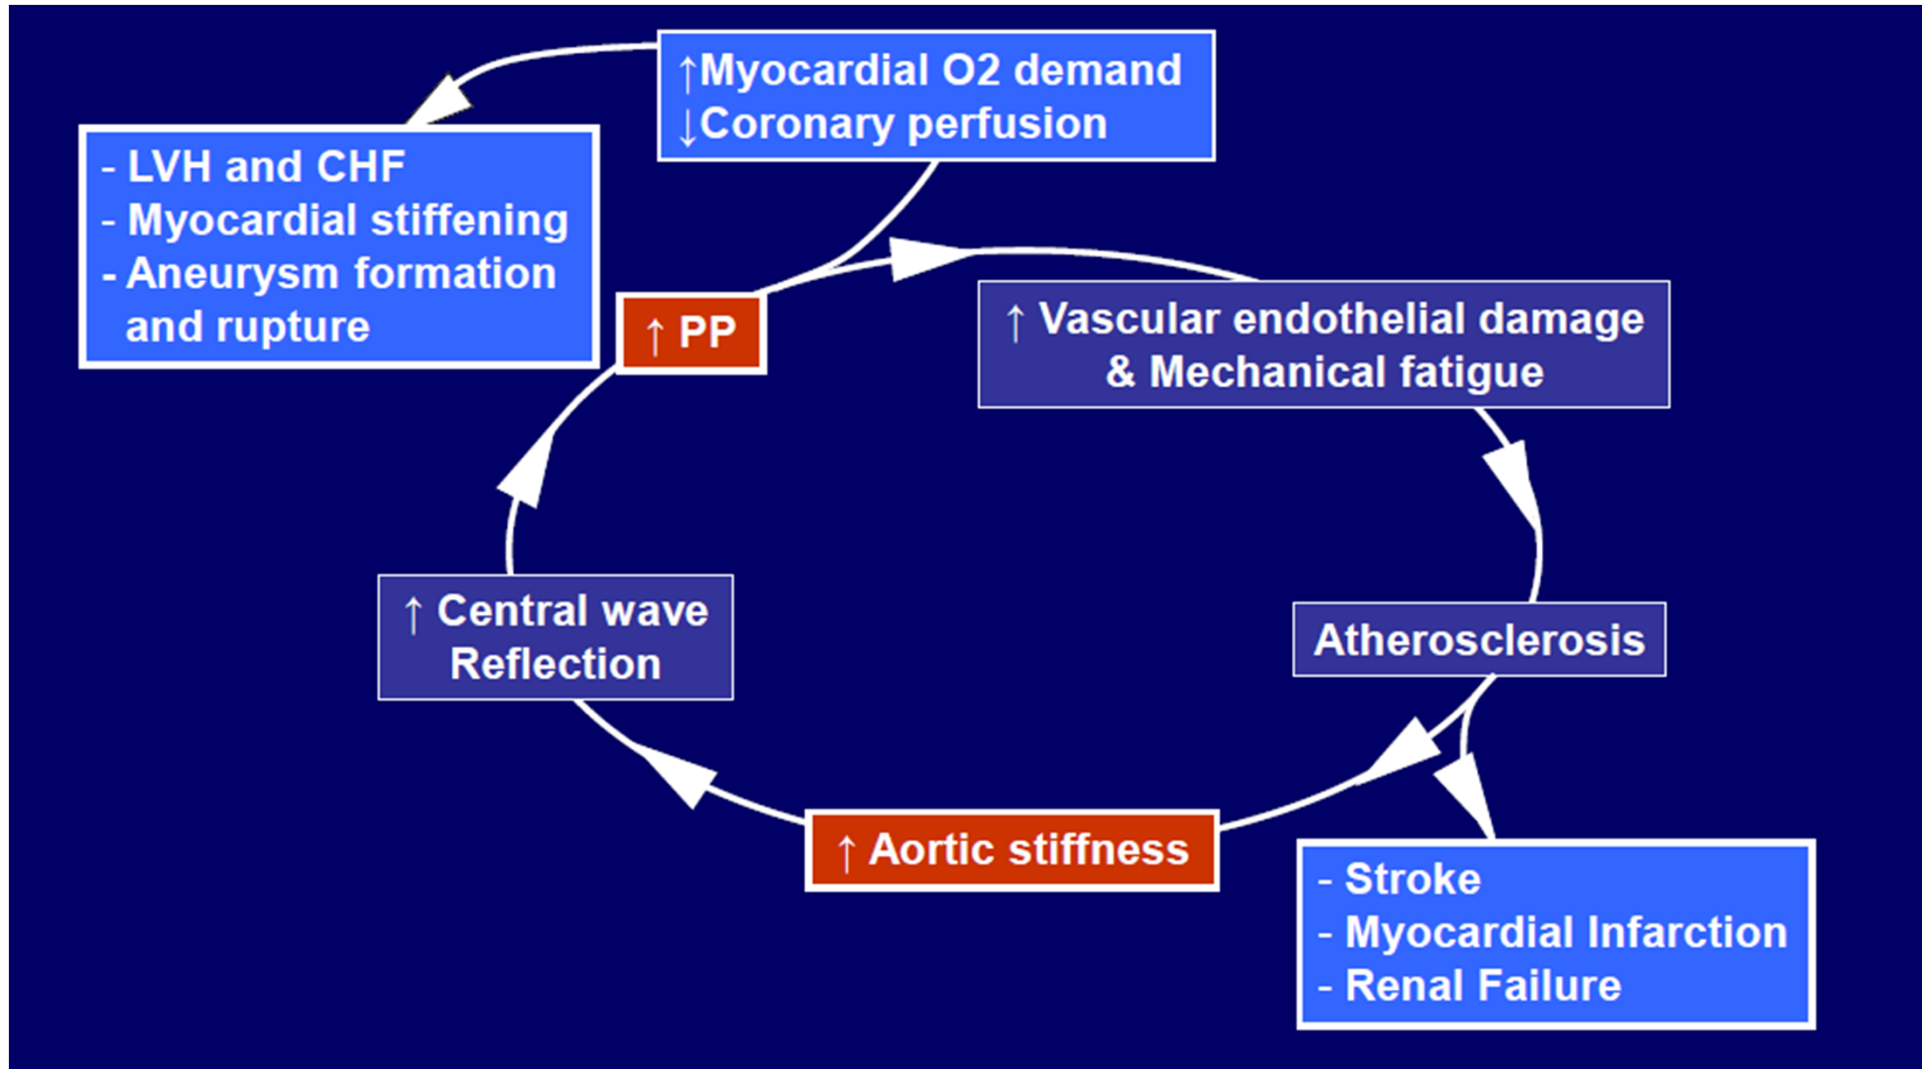 ↑Myocardial O2 demand
↓Coronary perfusion
- LVH and CHF
- Myocardial stiffening
- Aneurysm formation
and rupture
↑ PP
↑ Vascular endothelial damage
& Mechanical fatigue
↑ Central wave
Reflection
Atherosclerosis
↑ Aortic stiffness
- Stroke
- Myocardial Infarction
- Renal Failure